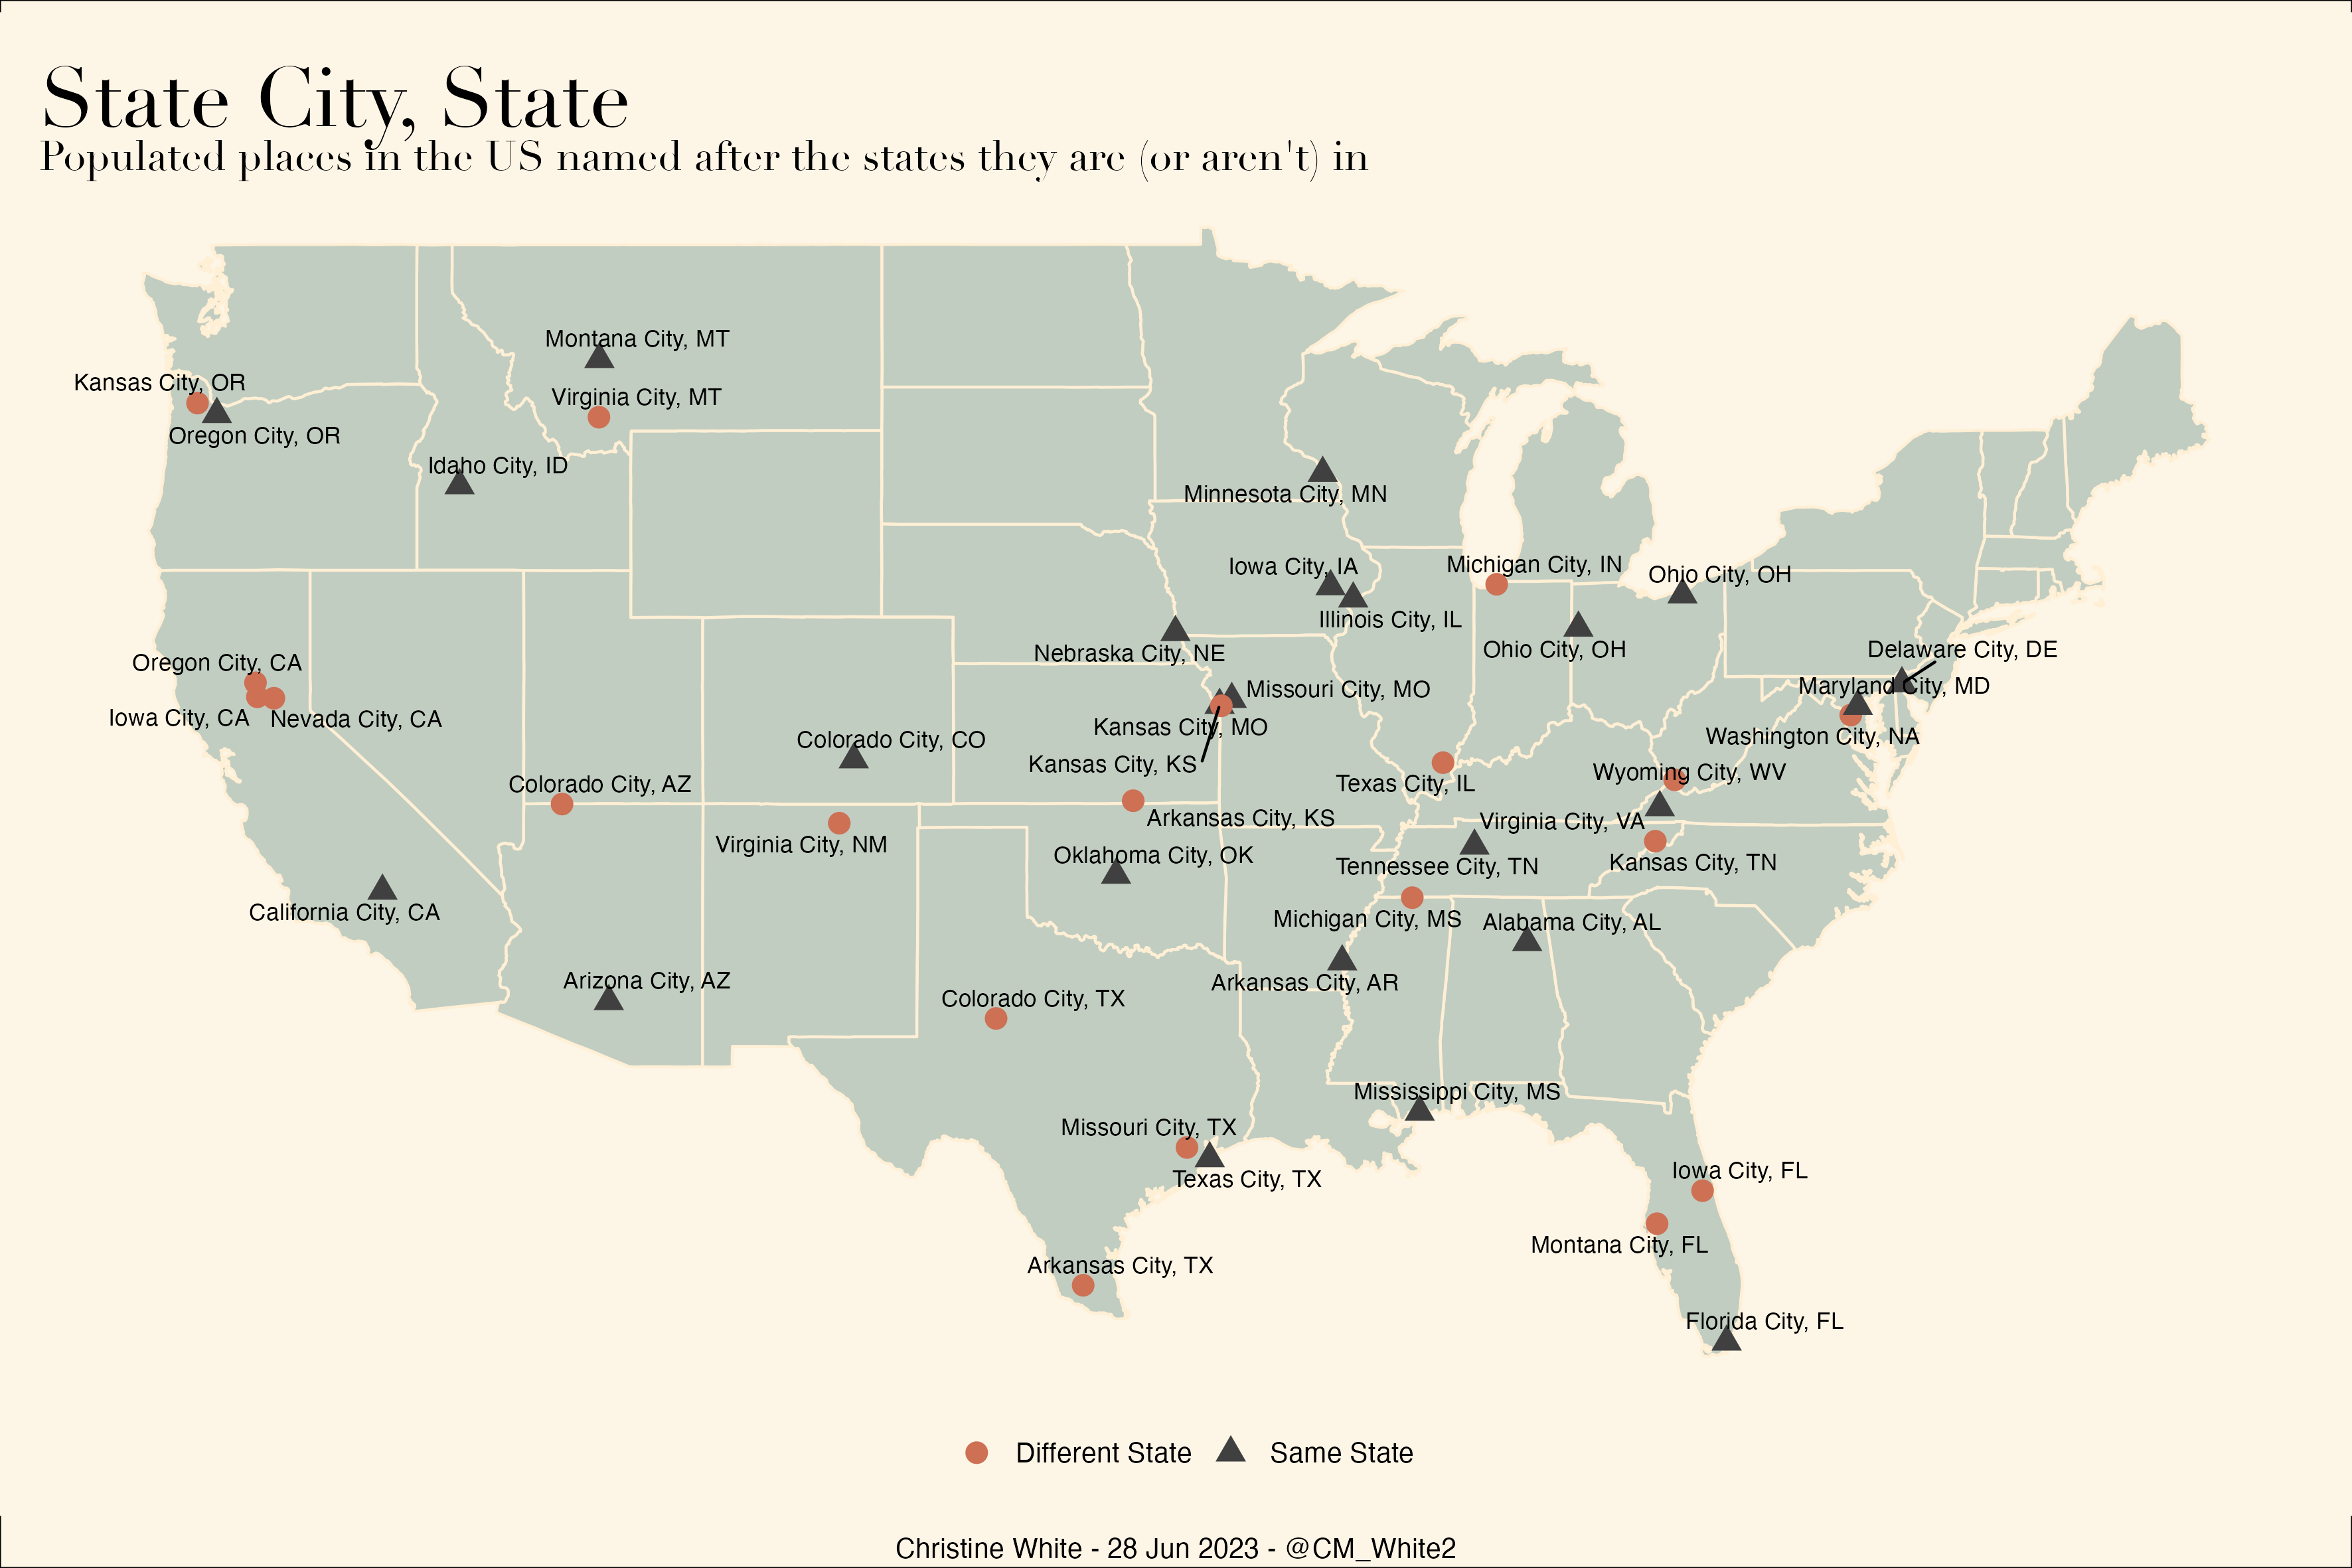 State City, State
Populated places in the US named after the states they are (or aren't) in
Montana City, MT
Kansas City, OR
Virginia City, MT
Oregon City, OR
Idaho City, ID
Minnesota City, MN
Iowa City, IA
Michigan City, IN
Ohio City, OH
Illinois City, IL
Ohio City, OH
Delaware City, DE
Nebraska City, NE
Oregon City, CA
Missouri City, MO
Maryland City, MD
Iowa City, CA
Nevada City, CA
Kansas City, MO
Washington City, NA
Colorado City, CO
Kansas City, KS
Wyoming City, WV
Colorado City, AZ
Texas City, IL
Arkansas City, KS
Virginia City, VA
Virginia City, NM
Oklahoma City, OK
Tennessee City, TN
Kansas City, TN
California City, CA
Michigan City, MS
Alabama City, AL
Arizona City, AZ
Arkansas City, AR
Colorado City, TX
Mississippi City, MS
Missouri City, TX
Texas City, TX
Iowa City, FL
Montana City, FL
Arkansas City, TX
Florida City, FL
Different State
Same State
Christine White - 28 Jun 2023 - @CM_White2